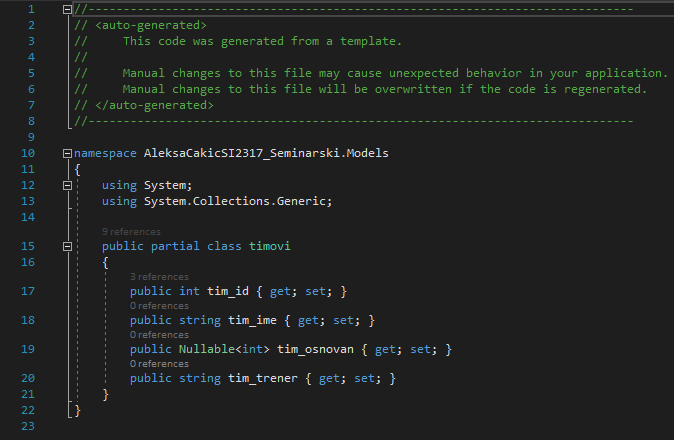 1 //------------------------------------------------------------------------------
2 // <auto-generated>
3 //     This code was generated from a template.
4 //
5 //     Manual changes to this file may cause unexpected behavior in your application.
6 //     Manual changes to this file will be overwritten if the code is regenerated.
7 // </auto-generated>
8 //------------------------------------------------------------------------------
9
10 namespace AleksaCakicSI2317_Seminarski.Models
11 {
12     using System;
13     using System.Collections.Generic;
14
9 references
15     public partial class timovi
16     {
3 references
17         public int tim_id { get; set; }
0 references
18         public string tim_ime { get; set; }
0 references
19         public Nullable<int> tim_osnovan { get; set; }
0 references
20         public string tim_trener { get; set; }
21     }
22 }
23